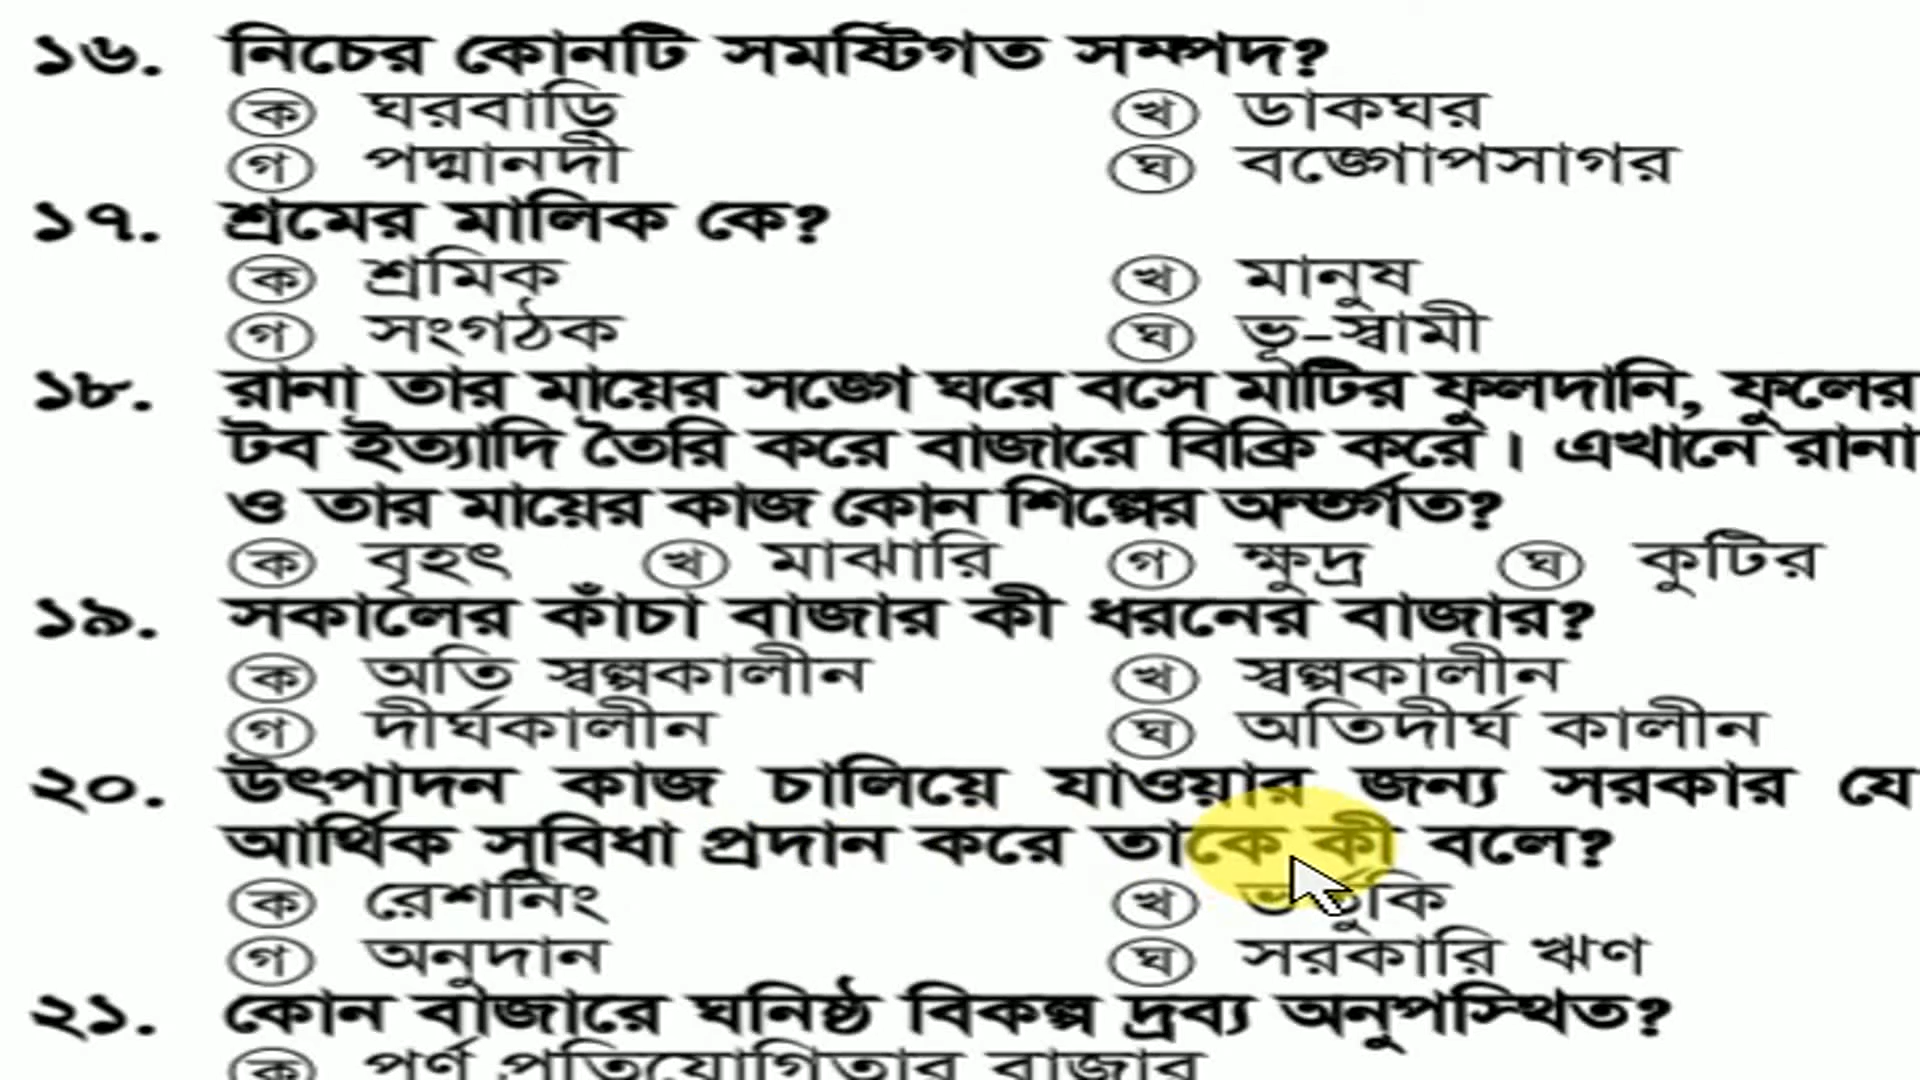 ১৬. নিচের কোনটি সমষ্টিগত সম্পদ?
ক ঘরবাড়ি খ ডাকঘর
গ পদ্মানদী ঘ বঙ্গোপসাগর
১৭. শ্রমের মালিক কে?
ক শ্রমিক খ মানুষ
গ সংগঠক ঘ ভূ-স্বামী
১৮. রানা তার মায়ের সঙ্গে ঘরে বসে মাটির ফুলদানি, ফুলের
টব ইত্যাদি তৈরি করে বাজারে বিক্রি করে। এখানে রানা
ও তার মায়ের কাজ কোন শিল্পের অন্তর্গত?
ক বৃহৎ খ মাঝারি গ ক্ষুদ্র ঘ কুটির
১৯. সকালের কাঁচা বাজার কী ধরনের বাজার?
ক অতি স্বল্পকালীন খ স্বল্পকালীন
গ দীর্ঘকালীন ঘ অতিদীর্ঘ কালীন
২০. উৎপাদন কাজ চালিয়ে যাওয়ার জন্য সরকার যে
আর্থিক সুবিধা প্রদান করে তাকে কী বলে?
ক রেশনিং খ ভর্তুকি
গ অনুদান ঘ সরকারি ঋণ
২১. কোন বাজারে ঘনিষ্ঠ বিকল্প দ্রব্য অনুপস্থিত?
ক পূর্ণ প্রতিযোগিতার বাজার